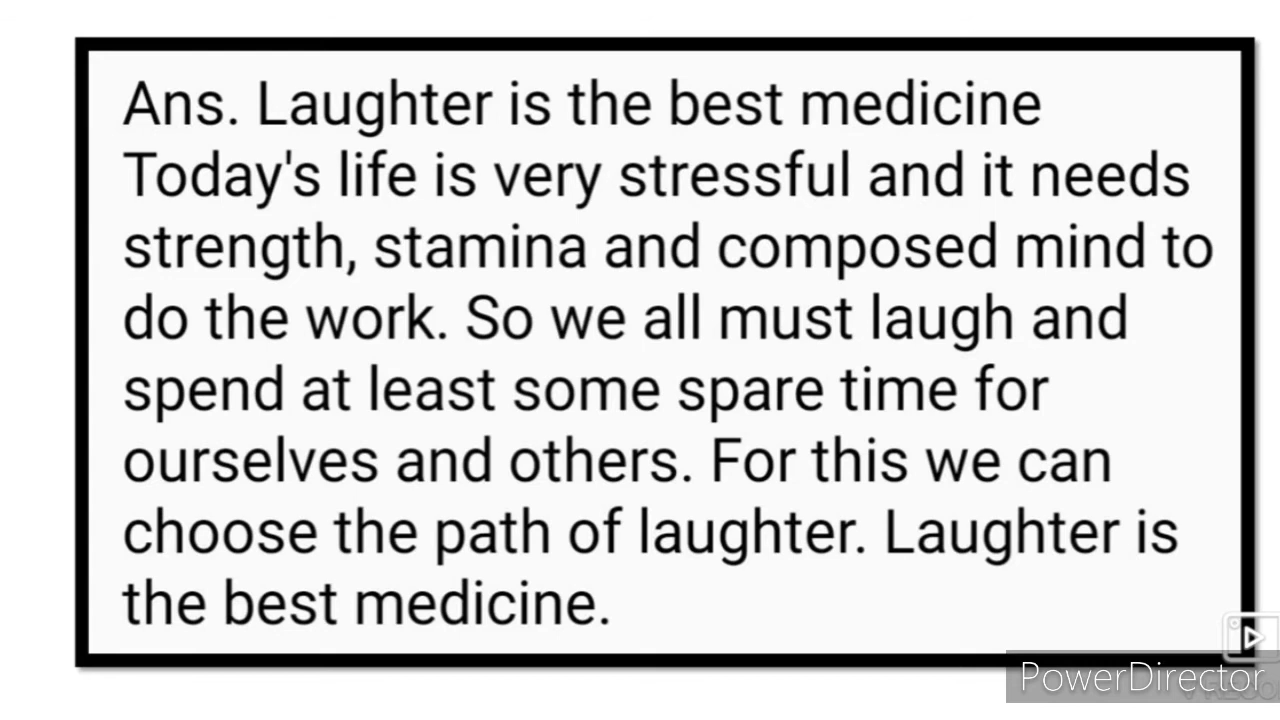 Ans. Laughter is the best medicine
Today's life is very stressful and it needs
strength, stamina and composed mind to
do the work. So we all must laugh and
spend at least some spare time for
ourselves and others. For this we can
choose the path of laughter. Laughter is
the best medicine.
PowerDirector